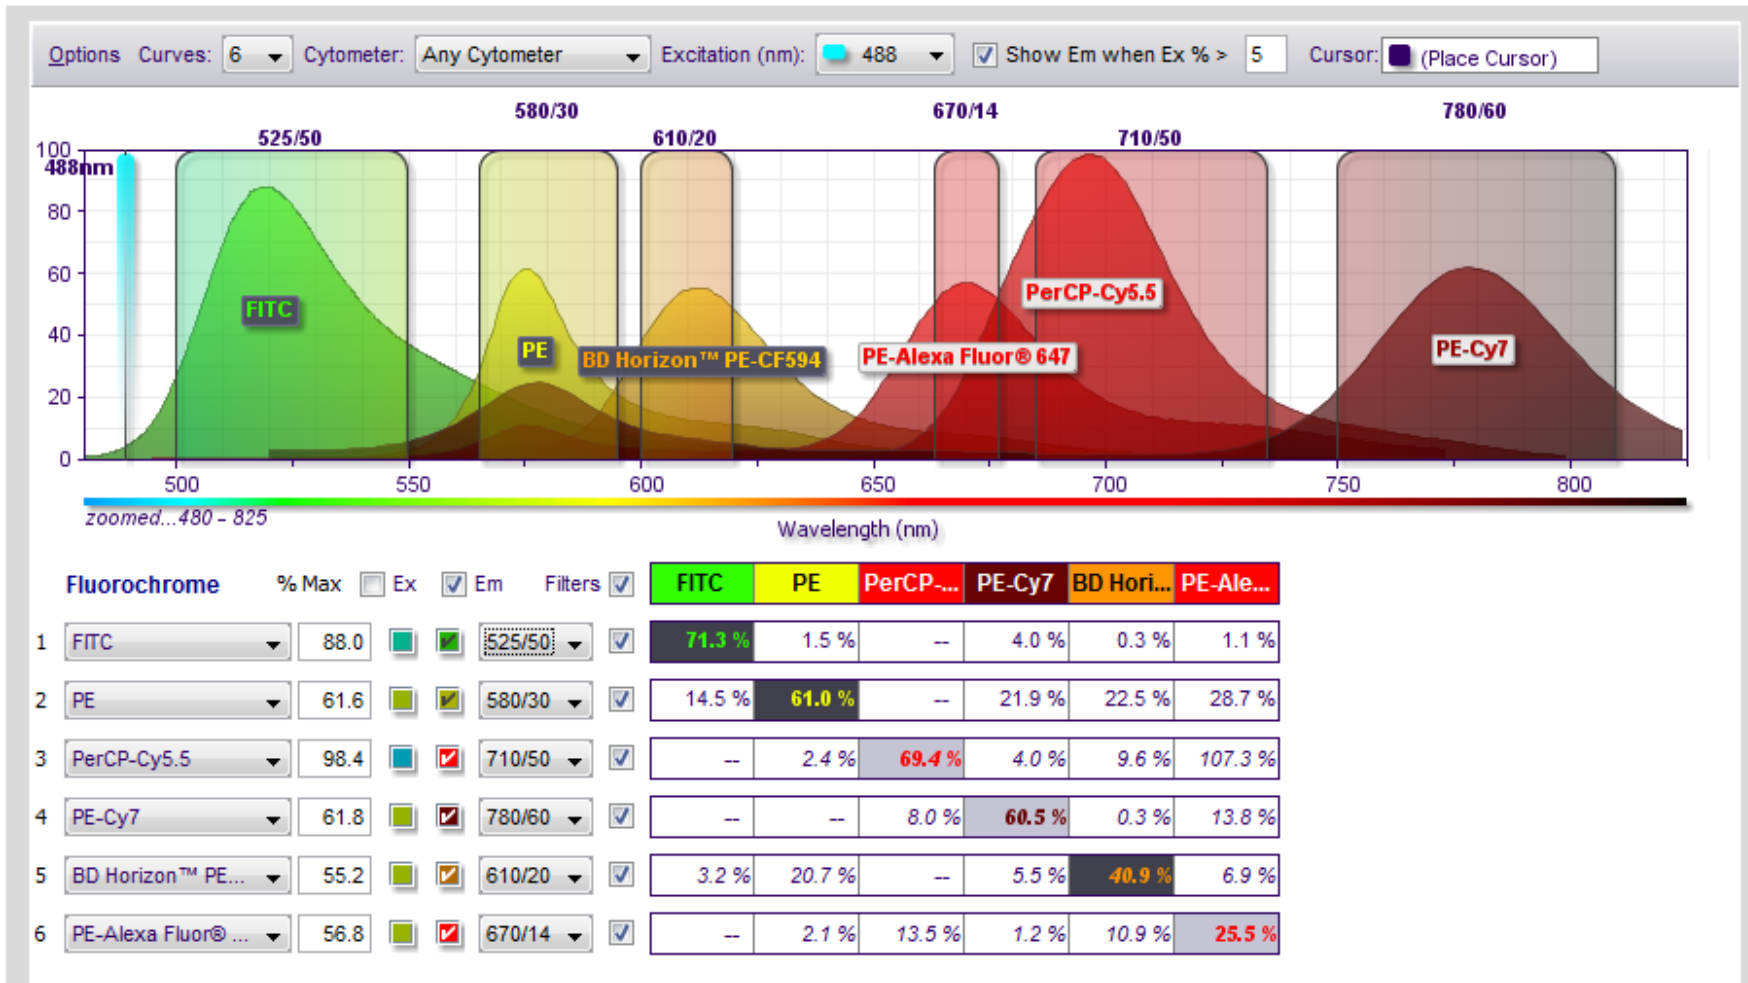 Options Curves: 6 Cytometer: Any Cytometer Excitation (nm): 488 Show Em when Ex % > 5 Cursor: (Place Cursor)
580/30 670/14 780/60
525/50 610/20 710/50
100
488nm
80
60
40
20
0
FITC
PE
BD Horizon™ PE-CF594
PE-Alexa Fluor® 647
PerCP-Cy5.5
PE-Cy7
500 550 600 650 700 750 800
zoomed...480 - 825
Wavelength (nm)
Fluorochrome % Max Ex Em Filters FITC PE PerCP-... PE-Cy7 BD Hori... PE-Ale...
1 FITC 88.0 525/50 71.3 % 1.5 % -- 4.0 % 0.3 % 1.1 %
2 PE 61.6 580/30 14.5 % 61.0 % -- 21.9 % 22.5 % 28.7 %
3 PerCP-Cy5.5 98.4 710/50 -- 2.4 % 69.4 % 4.0 % 9.6 % 107.3 %
4 PE-Cy7 61.8 780/60 -- -- 8.0 % 60.5 % 0.3 % 13.8 %
5 BD Horizon™ PE... 55.2 610/20 3.2 % 20.7 % -- 5.5 % 40.9 % 6.9 %
6 PE-Alexa Fluor® ... 56.8 670/14 -- 2.1 % 13.5 % 1.2 % 10.9 % 25.5 %